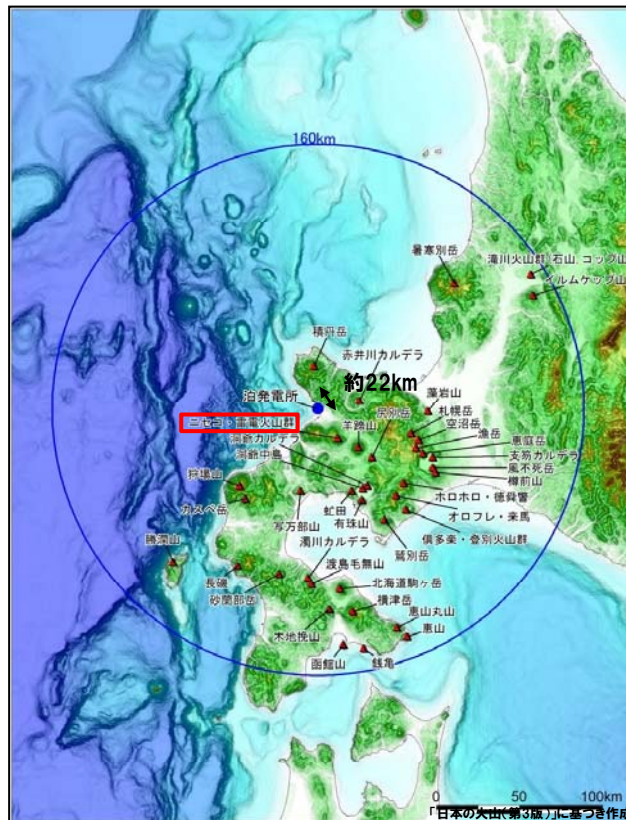 160km
暑寒別岳
滝川火山群(石山, コップ山
イルムケップ山
積丹岳
赤井川カルデラ
約22km
泊発電所
藻岩山
尻別岳
札幌岳
ニセコ・雷電火山群
羊蹄山
空沼岳
漁岳
洞爺カルデラ
恵庭岳
支笏カルデラ
洞爺中島
風不死岳
狩場山
樽前山
カスベ岳
虻田
ホロホロ・徳舜瞥
写万部山
有珠山
オロフレ・来馬
勝澗山
濁川カルデラ
鷲別岳
倶多楽・登別火山群
渡島毛無山
長磯
北海道駒ヶ岳
砂蘭部岳
横津岳
恵山丸山
木地挽山
恵山
函館山
銭亀
0 50 100km
「日本の火山(第3版)」に基づき作成